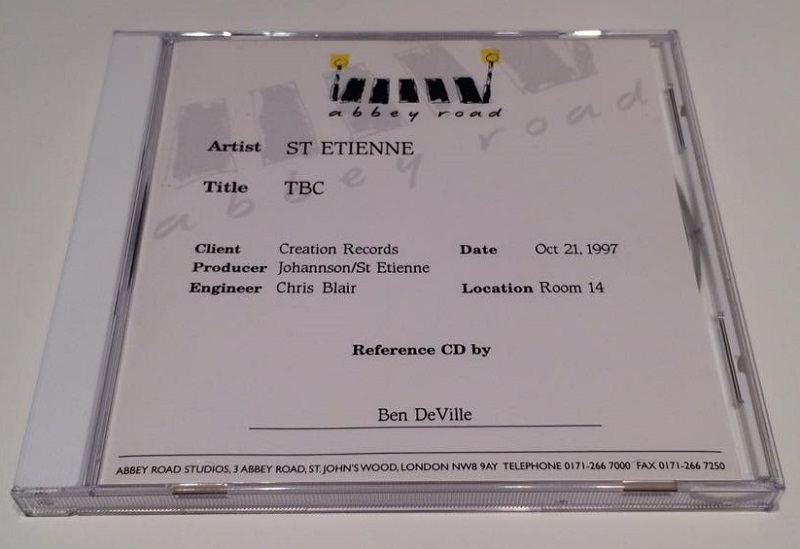 abbey road
Artist ST ETIENNE
Title TBC
Client Creation Records Date Oct 21, 1997
Producer Johannson/St Etienne
Engineer Chris Blair Location Room 14
Reference CD by
Ben DeVille
ABBEY ROAD STUDIOS, 3 ABBEY ROAD, ST. JOHN'S WOOD, LONDON NW8 9AY TELEPHONE 0171-266 7000 FAX 0171-266 7250
abbey road